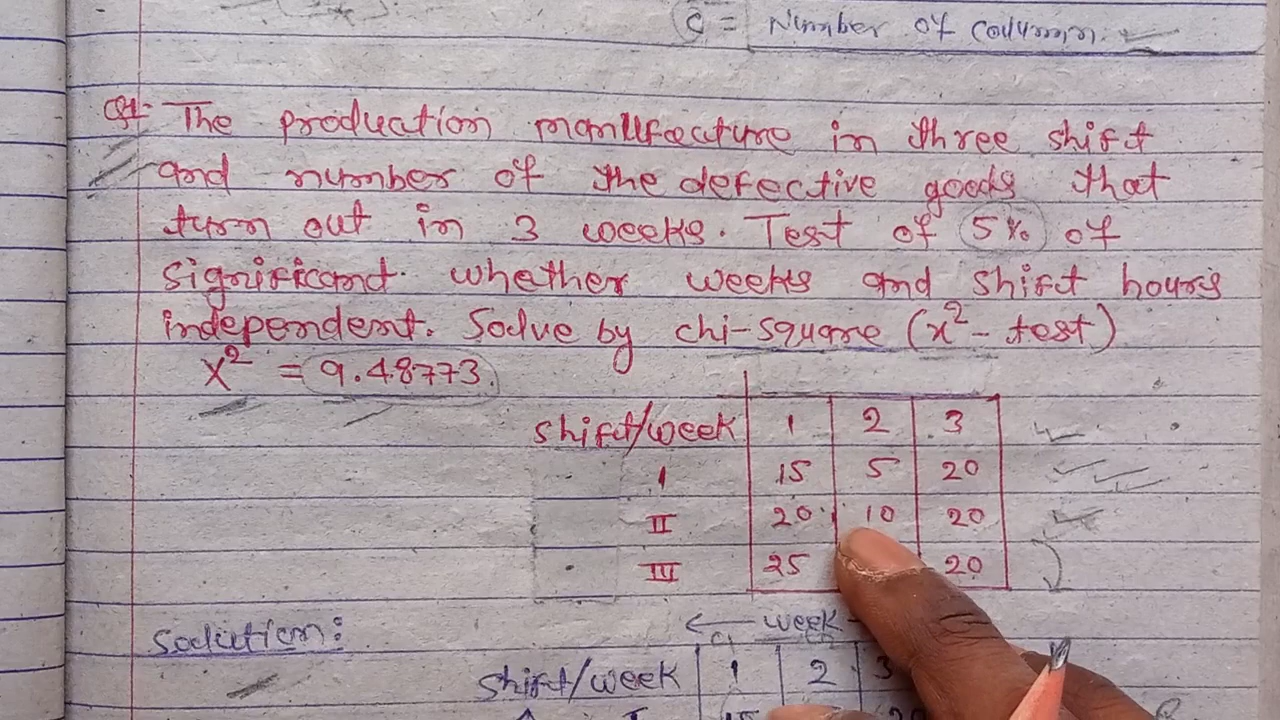 C = Number of Column.
Q1- The production manufacture in three shift
and number of the defective goods that
turn out in 3 weeks. Test of 5% of
significant whether weeks and shift hours
independent. Solve by chi-square (x²- test)
x² = 9.48773.
shift/week 1 2 3
I 15 5 20
II 20 10 20
III 25 20
Solution:
← week
shift/week 1 2 3
I 15 20